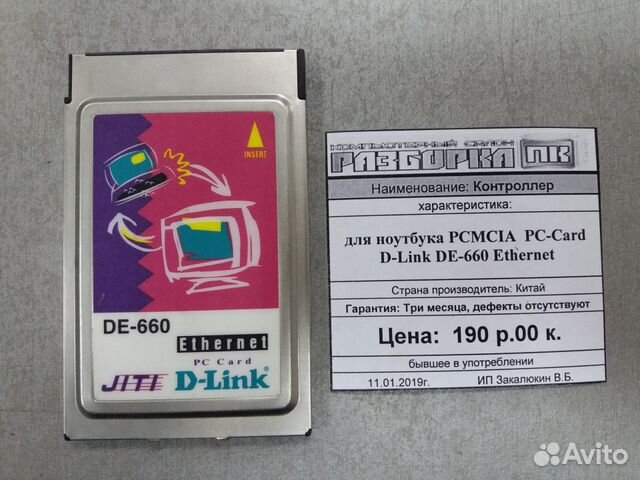 INSERT
DE-660
Ethernet
PC Card
JITI D-Link
КОМПЬЮТЕРНЫЙ САЛОН
РАЗБОРКА ПК
Наименование: Контроллер
характеристика:
для ноутбука PCMCIA PC-Card
D-Link DE-660 Ethernet
Страна производитель: Китай
Гарантия: Три месяца, дефекты отсутствуют
Цена: 190 р.00 к.
бывшее в употреблении
11.01.2019г. ИП Закалюкин В.Б.
Avito